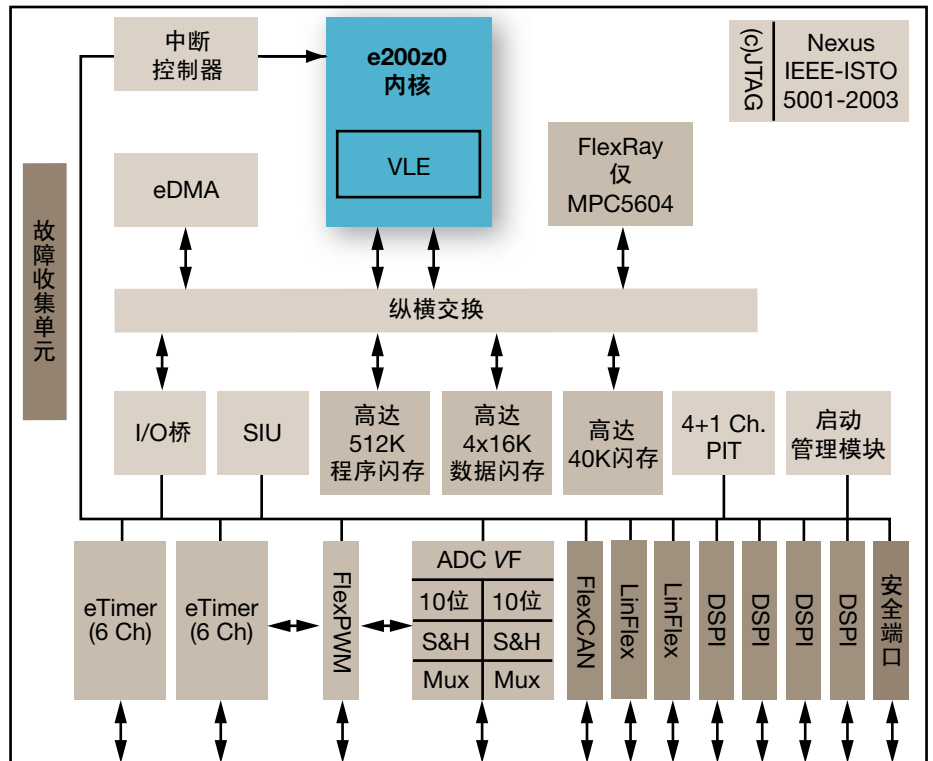 中断
控制器
e200z0
内核
VLE
(c)JTAG
Nexus
IEEE-ISTO
5001-2003
eDMA
FlexRay
仅
MPC5604
故障收集单元
纵横交换
I/O桥
SIU
高达
512K
程序闪存
高达
4x16K
数据闪存
高达
40K闪存
4+1 Ch.
PIT
启动
管理模块
eTimer
(6 Ch)
eTimer
(6 Ch)
FlexPWM
ADC VF
10位
10位
S&H
S&H
Mux
Mux
FlexCAN
LinFlex
LinFlex
DSPI
DSPI
DSPI
DSPI
安全端口